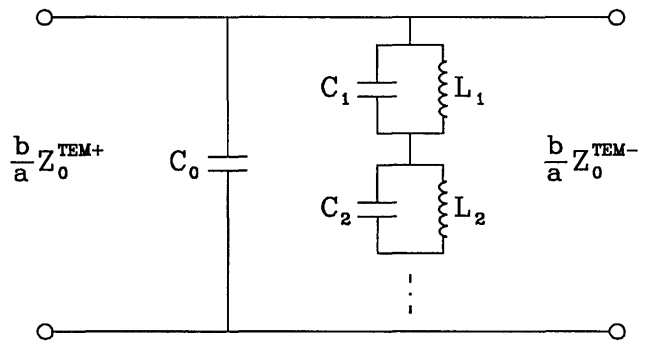 C₁
L₁
b/a Z₀^TEM+
C₀
b/a Z₀^TEM−
C₂
L₂